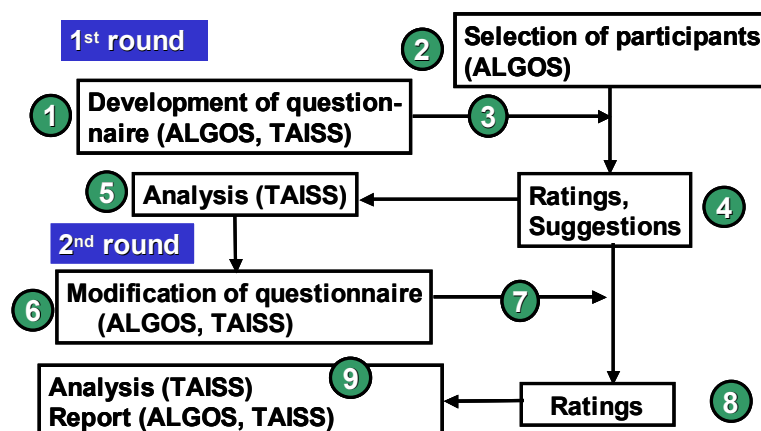 1st round
2
Selection of participants
(ALGOS)
1
Development of question-
naire (ALGOS, TAISS)
3
5
Analysis (TAISS)
Ratings,
Suggestions
4
2nd round
6
Modification of questionnaire
(ALGOS, TAISS)
7
9
Analysis (TAISS)
Report (ALGOS, TAISS)
Ratings
8